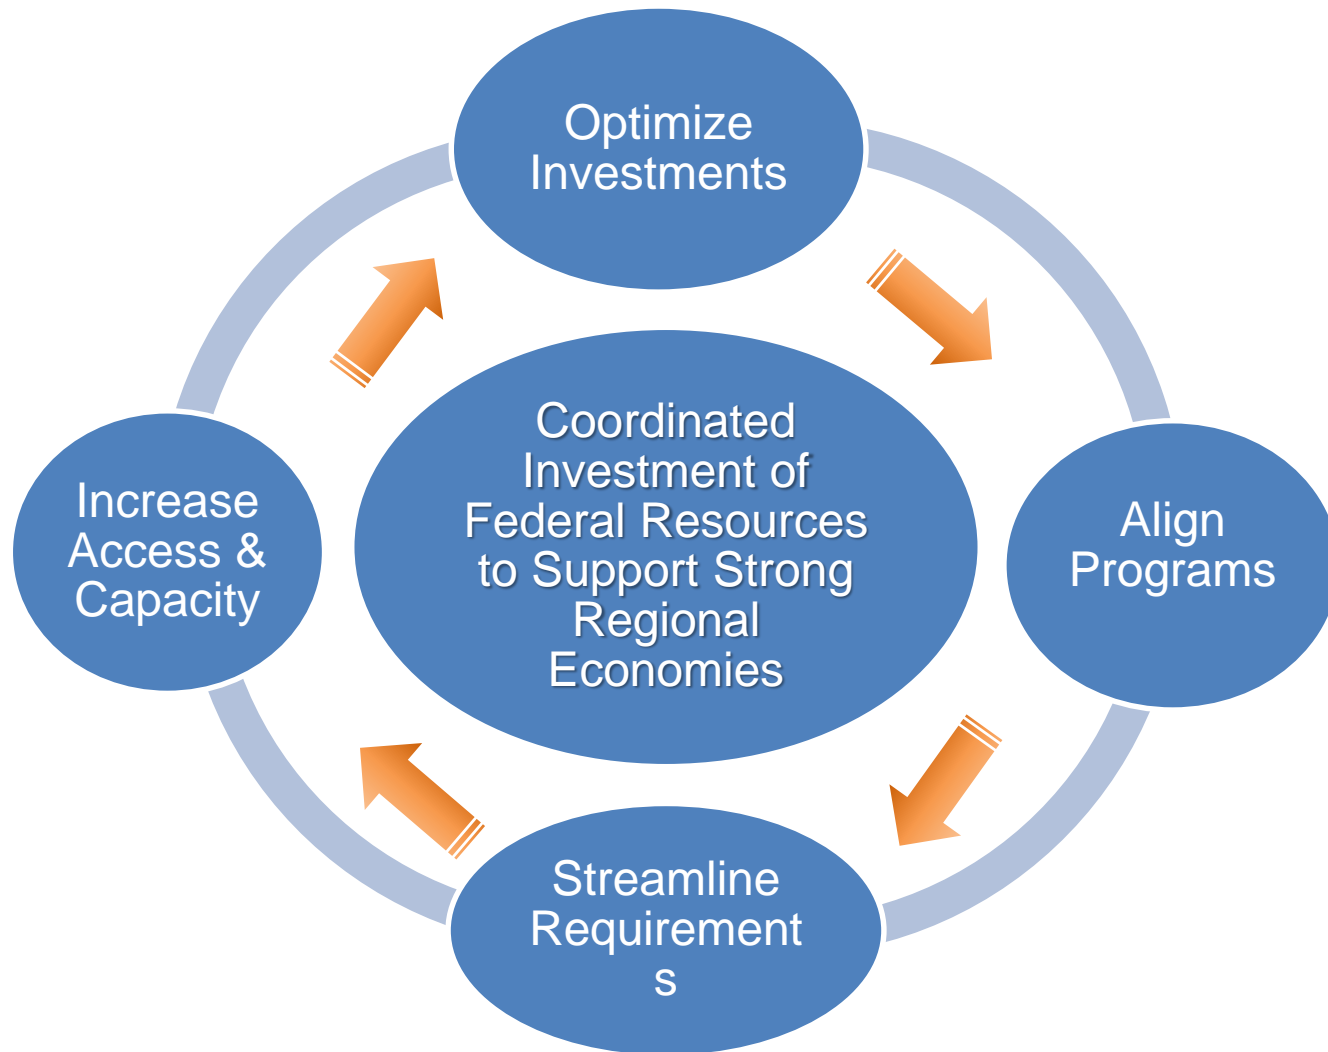 Optimize
Investments
Coordinated
Investment of
Federal Resources
to Support Strong
Regional
Economies
Align
Programs
Streamline
Requirement
s
Increase
Access &
Capacity